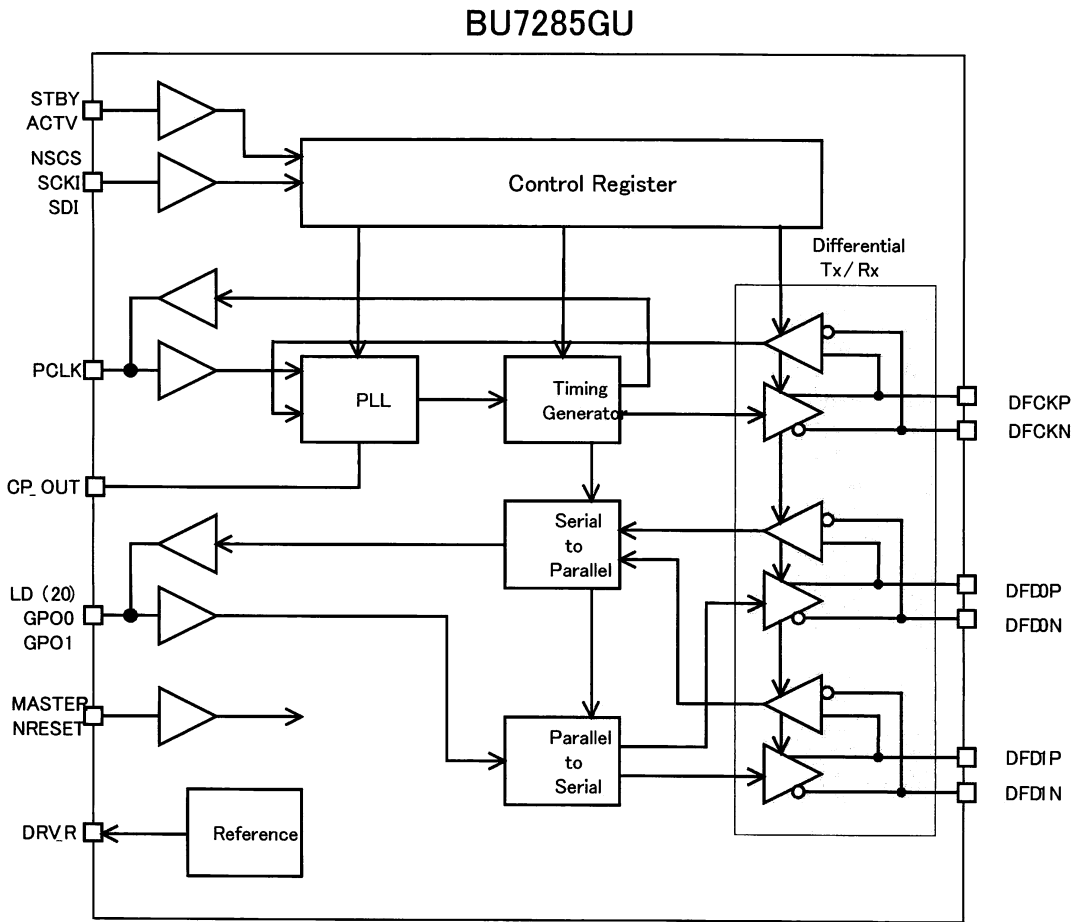 BU7285GU
STBY
ACTV
NSCS
SCKI
SDI
Control Register
Differential
Tx/Rx
PCLK
PLL
Timing
Generator
DFCKP
DFCKN
CP_OUT
Serial
to
Parallel
LD (20)
GPO0
GPO1
DFD0P
DFD0N
MASTER
NRESET
Parallel
to
Serial
DFD1P
DFD1N
DRV_R
Reference